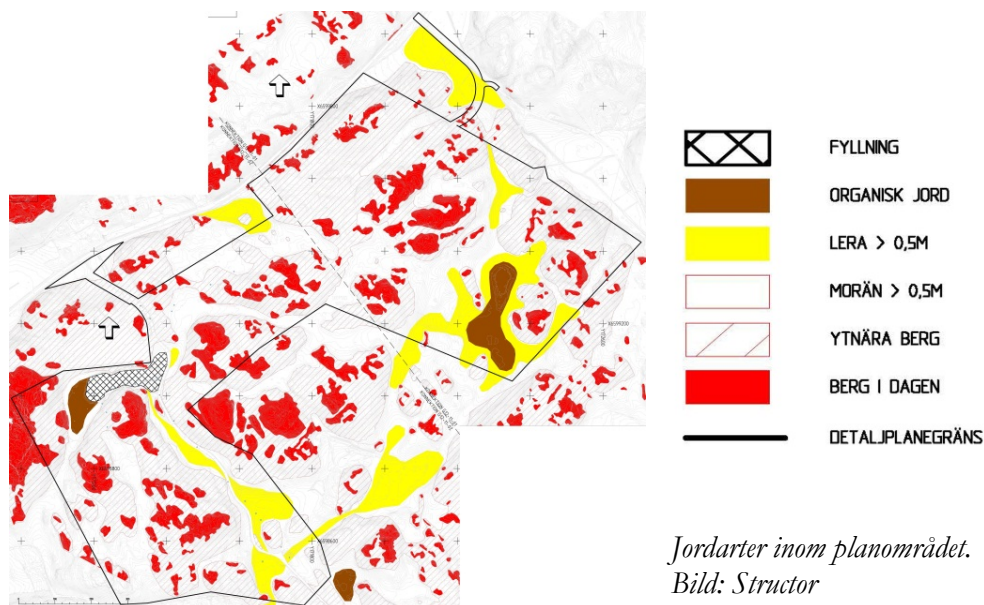 FYLLNING
ORGANISK JORD
LERA > 0,5M
MORÄN > 0,5M
YTNÄRA BERG
BERG I DAGEN
DETALJPLANEGRÄNS
Jordarter inom planområdet.
Bild: Structor